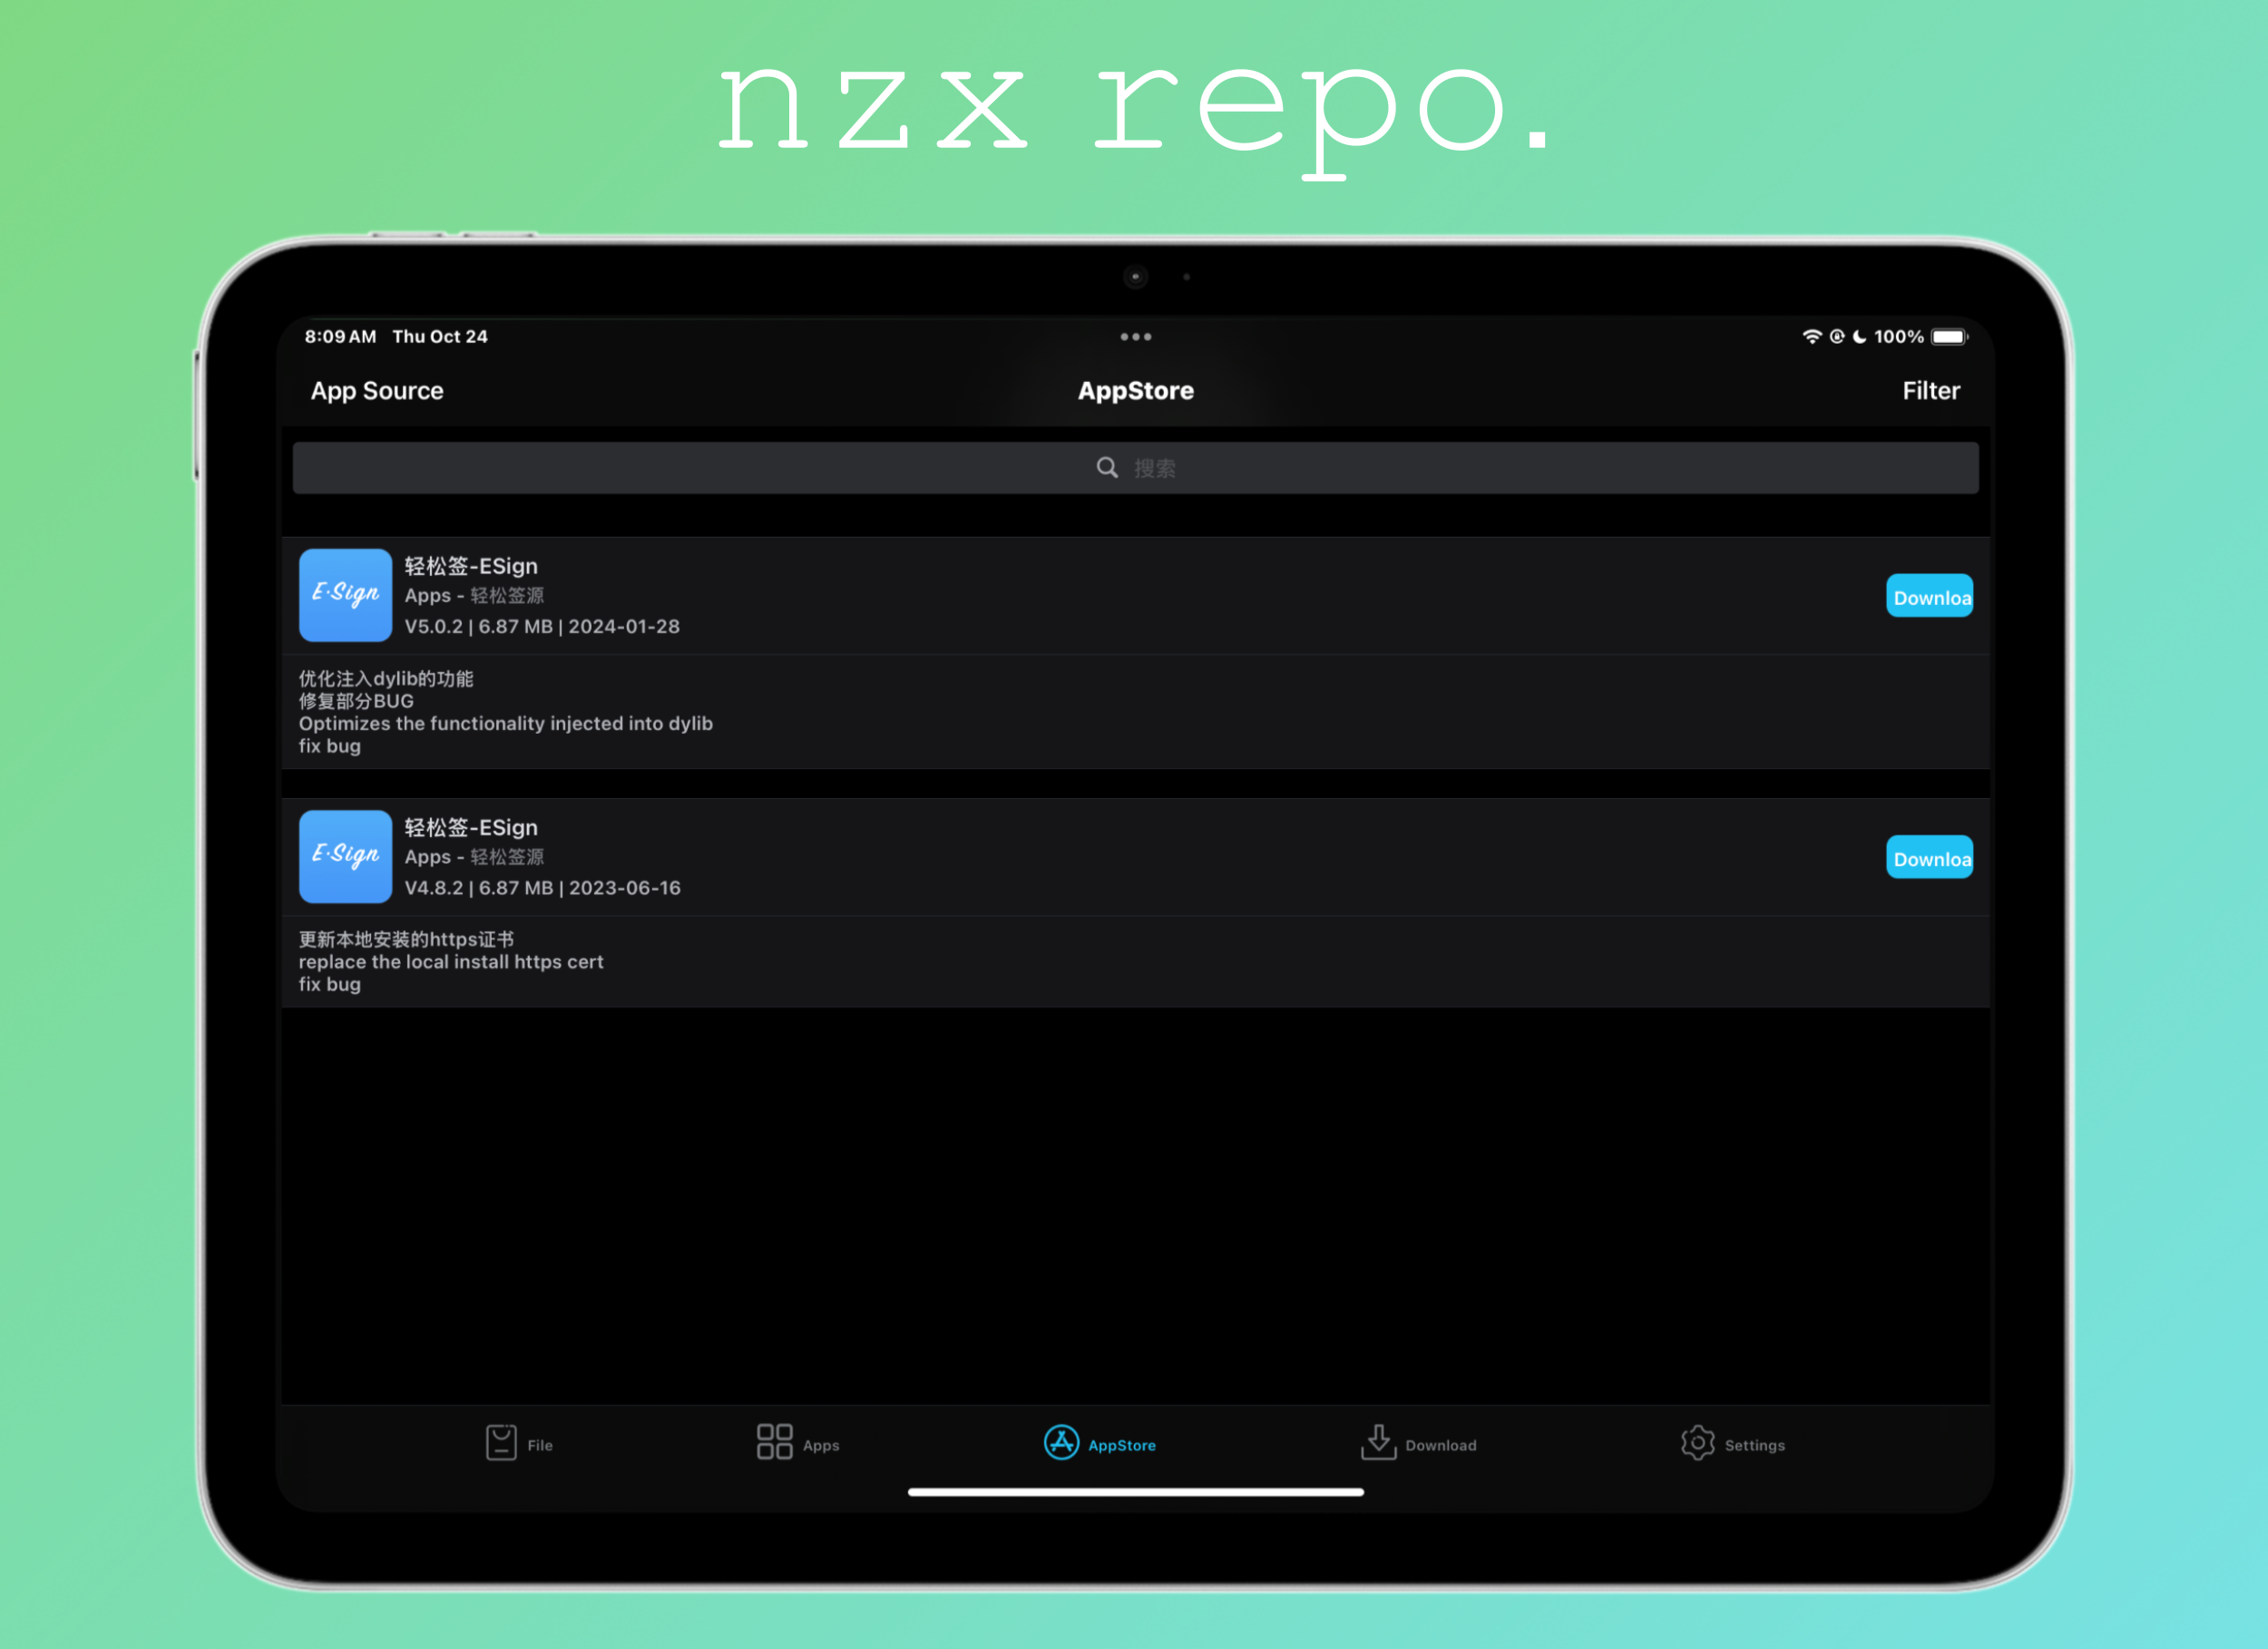 nzx repo.
8:09 AM Thu Oct 24
100%
App Source
AppStore
Filter
搜索
E·Sign
轻松签-ESign
Apps - 轻松签源
V5.0.2 | 6.87 MB | 2024-01-28
Downloa
优化注入dylib的功能
修复部分BUG
Optimizes the functionality injected into dylib
fix bug
E·Sign
轻松签-ESign
Apps - 轻松签源
V4.8.2 | 6.87 MB | 2023-06-16
Downloa
更新本地安装的https证书
replace the local install https cert
fix bug
File
Apps
AppStore
Download
Settings